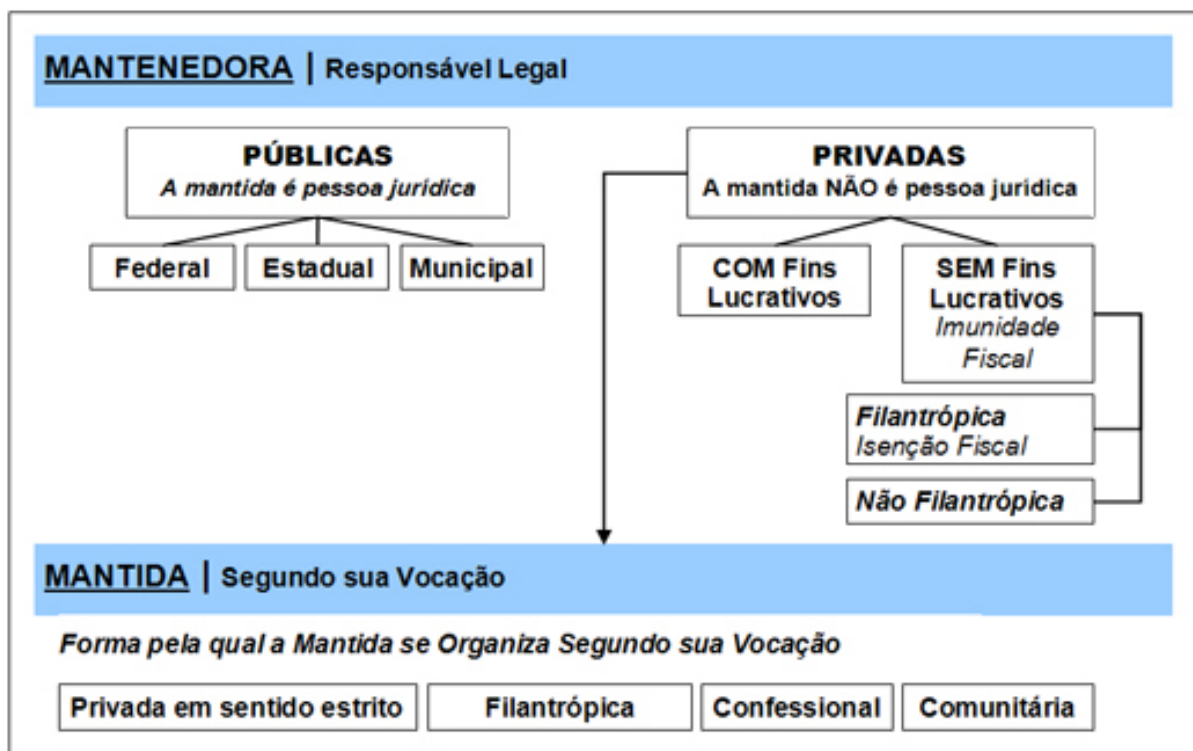 MANTENEDORA | Responsável Legal
PÚBLICAS
A mantida é pessoa jurídica
PRIVADAS
A mantida NÃO é pessoa jurídica
Federal
Estadual
Municipal
COM Fins
Lucrativos
SEM Fins
Lucrativos
Imunidade
Fiscal
Filantrópica
Isenção Fiscal
Não Filantrópica
MANTIDA | Segundo sua Vocação
Forma pela qual a Mantida se Organiza Segundo sua Vocação
Privada em sentido estrito
Filantrópica
Confessional
Comunitária